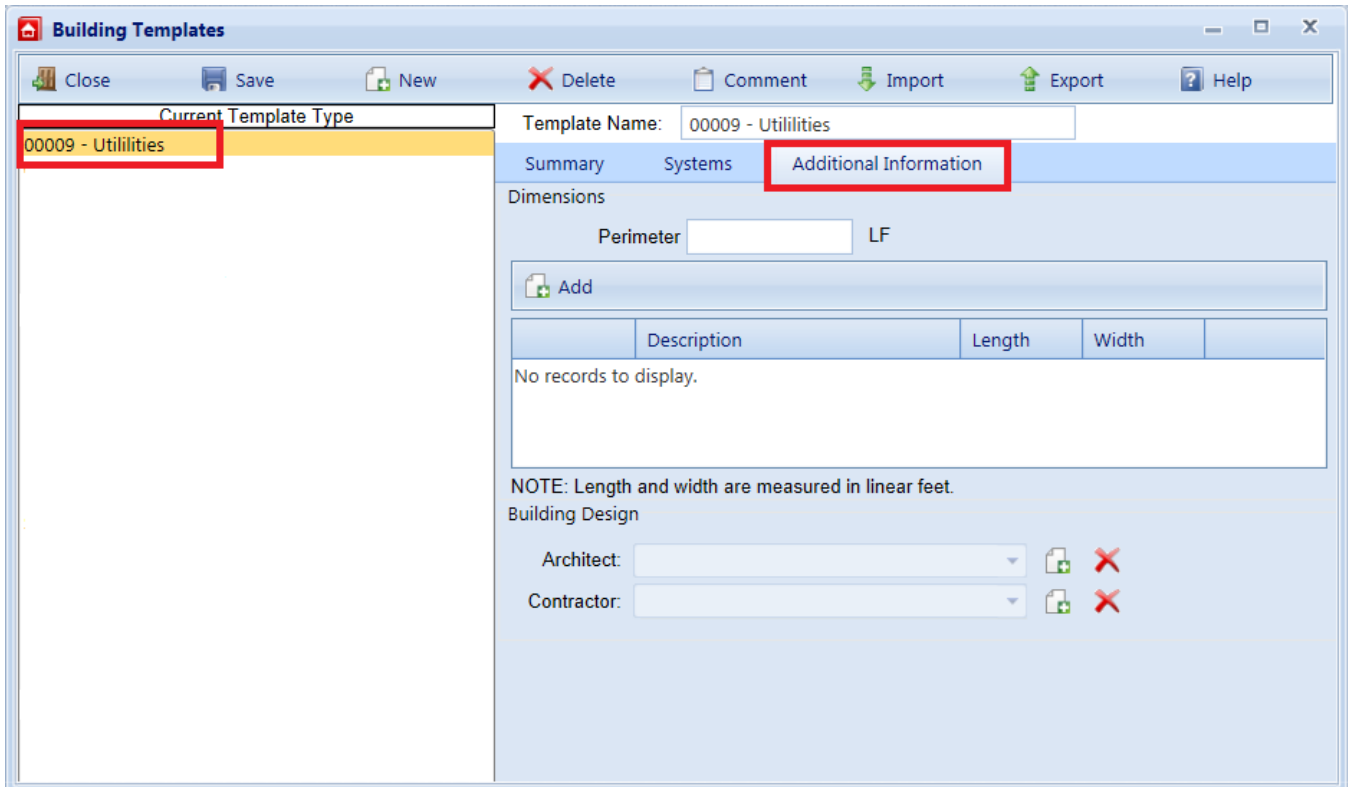 Building Templates
Close Save New Delete Comment Import Export Help
Current Template Type
00009 - Utililities
Template Name: 00009 - Utililities
Summary Systems Additional Information
Dimensions
Perimeter LF
Add
Description Length Width
No records to display.
NOTE: Length and width are measured in linear feet.
Building Design
Architect:
Contractor: